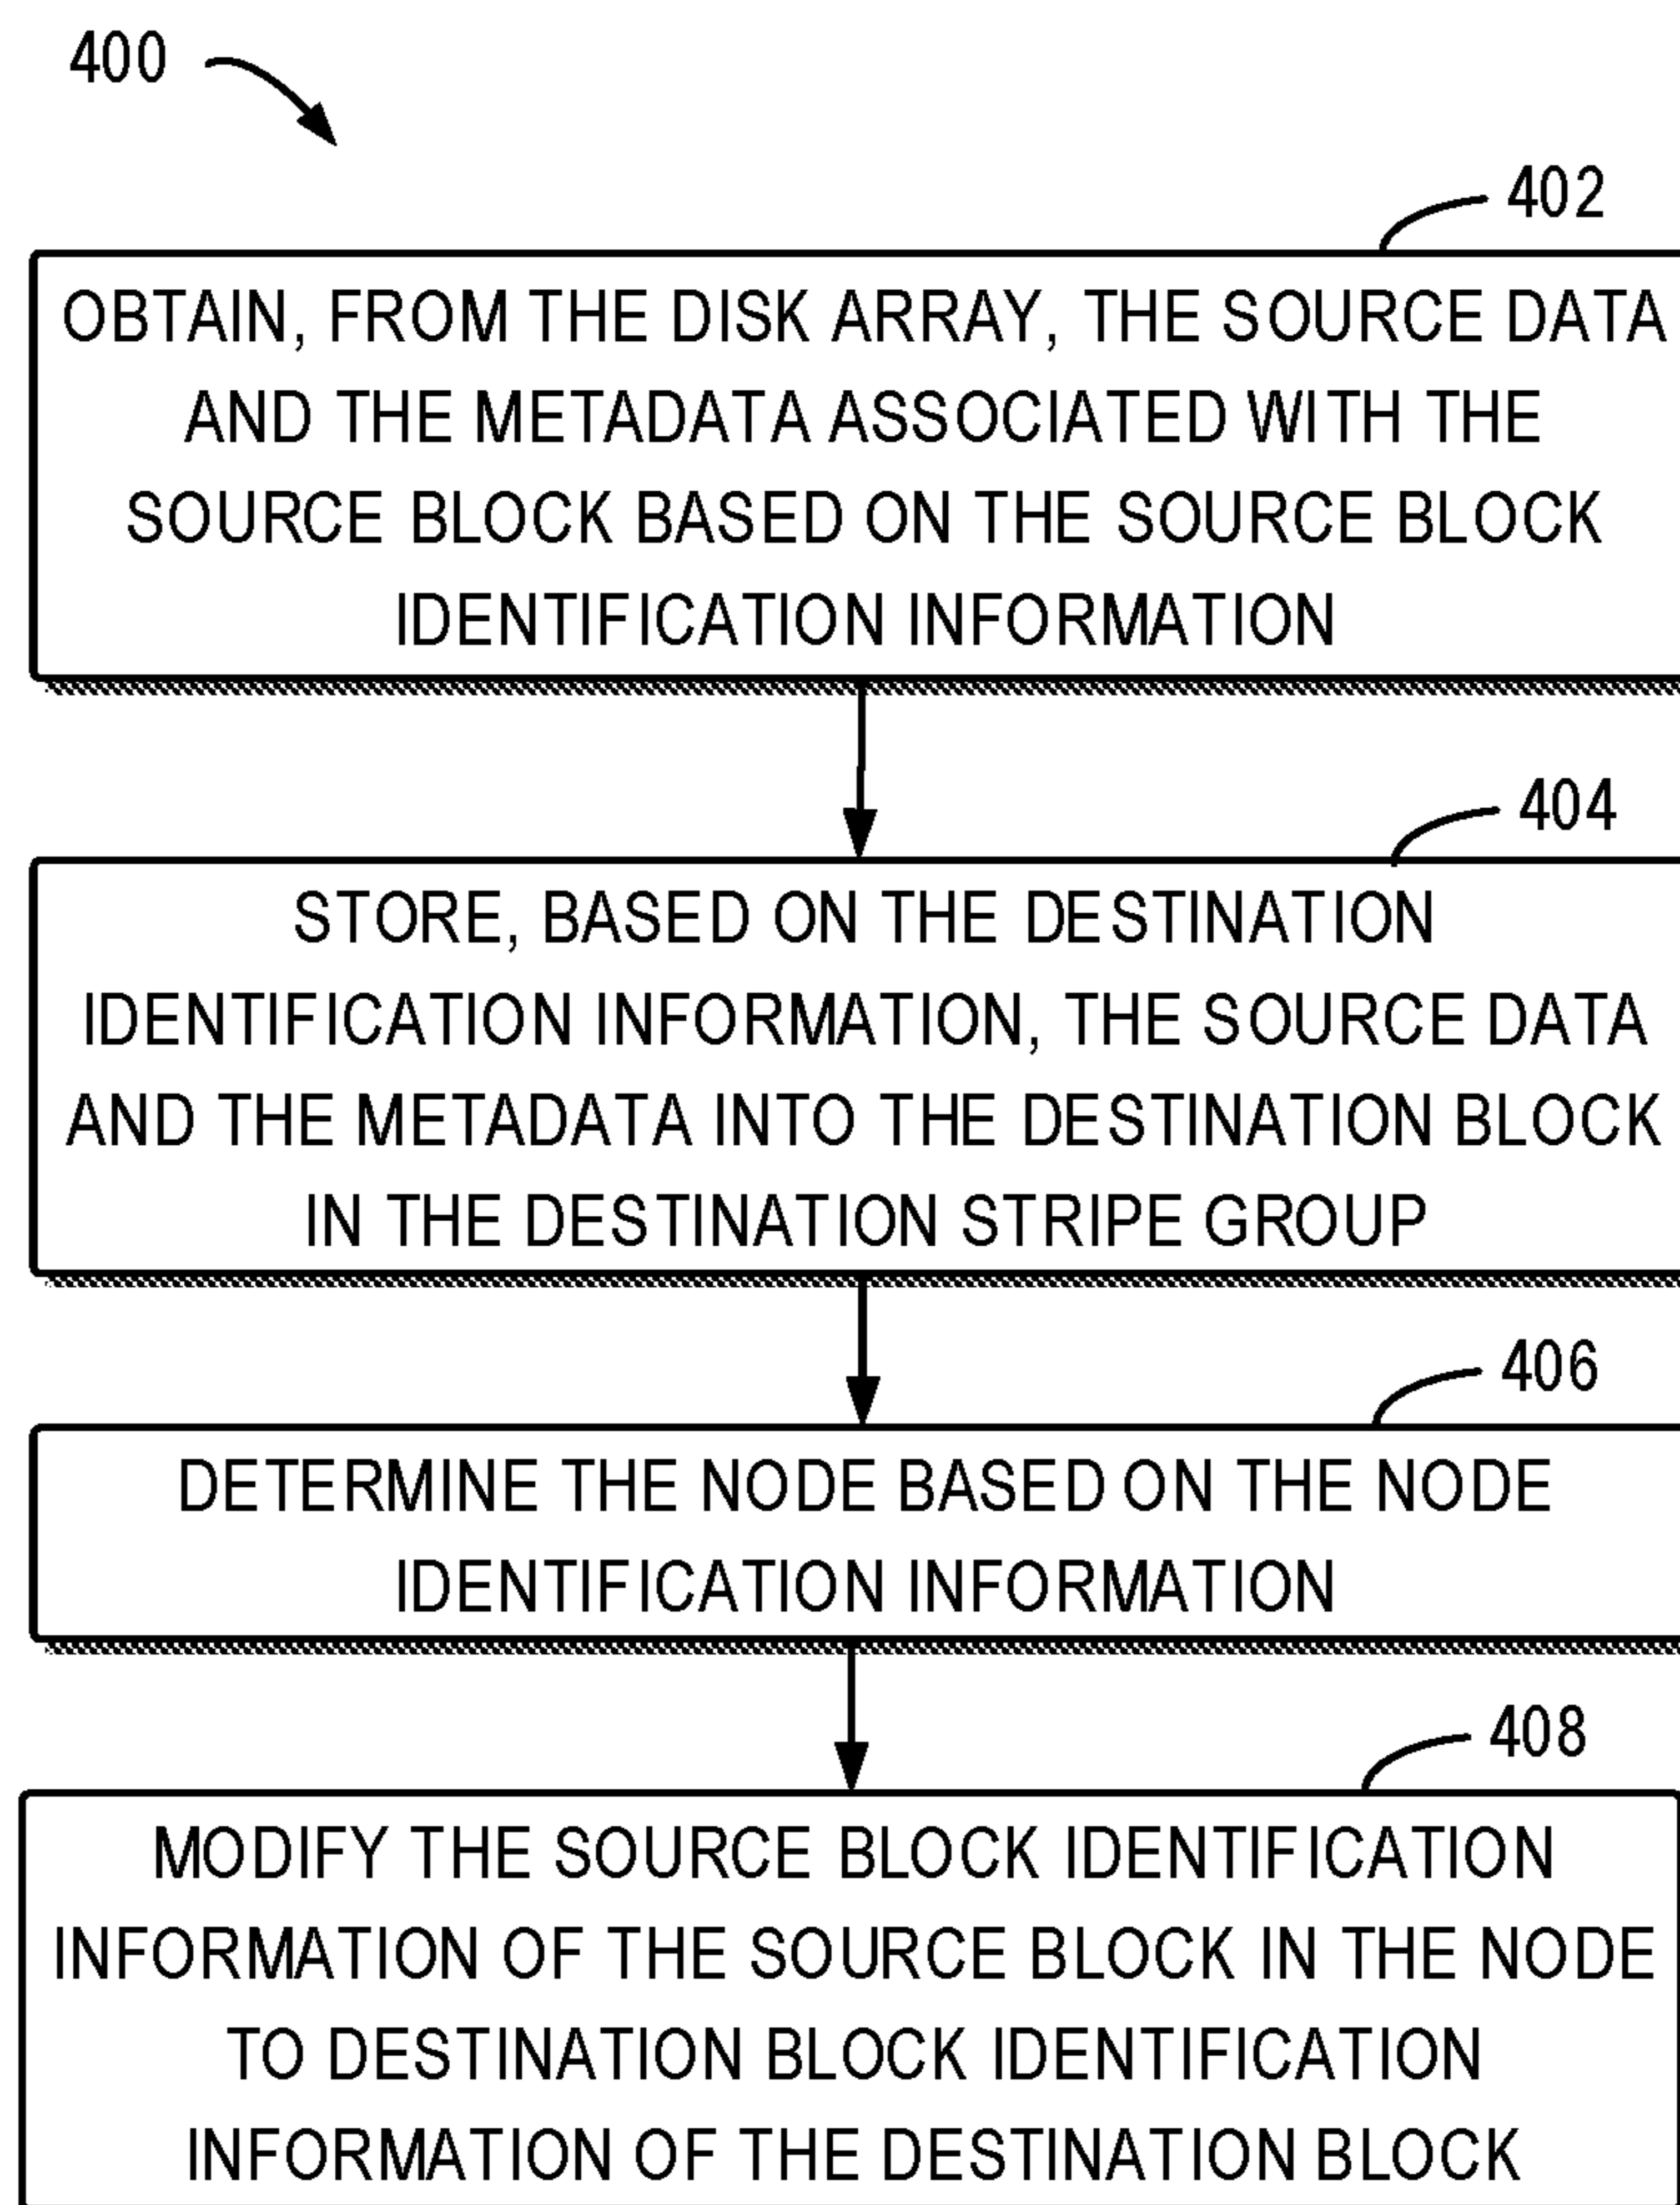 400
402
OBTAIN, FROM THE DISK ARRAY, THE SOURCE DATA
AND THE METADATA ASSOCIATED WITH THE
SOURCE BLOCK BASED ON THE SOURCE BLOCK
IDENTIFICATION INFORMATION
404
STORE, BASED ON THE DESTINATION
IDENTIFICATION INFORMATION, THE SOURCE DATA
AND THE METADATA INTO THE DESTINATION BLOCK
IN THE DESTINATION STRIPE GROUP
406
DETERMINE THE NODE BASED ON THE NODE
IDENTIFICATION INFORMATION
408
MODIFY THE SOURCE BLOCK IDENTIFICATION
INFORMATION OF THE SOURCE BLOCK IN THE NODE
TO DESTINATION BLOCK IDENTIFICATION
INFORMATION OF THE DESTINATION BLOCK